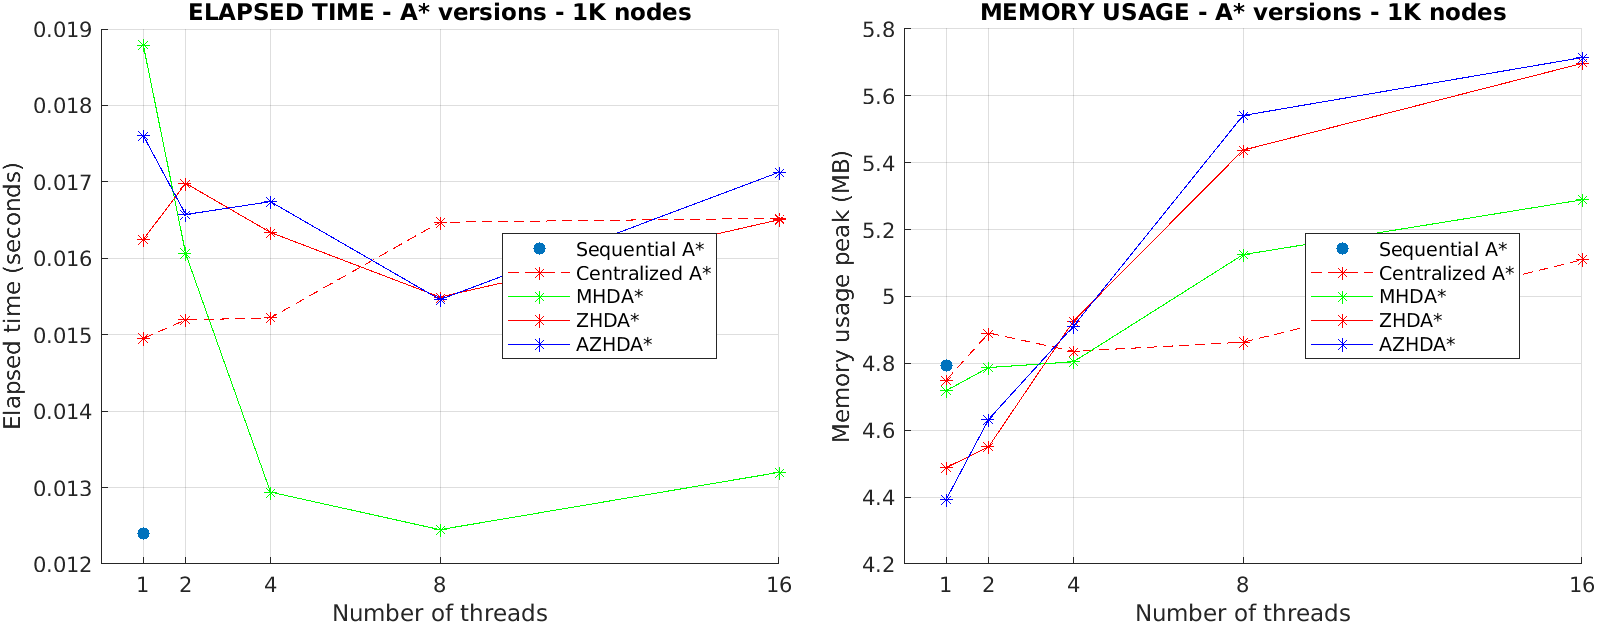 ELAPSED TIME - A* versions - 1K nodes
0.019
0.018
0.017
0.016
0.015
0.014
0.013
0.012
Elapsed time (seconds)
1 2 4 8 16
Number of threads
Sequential A*
Centralized A*
MHDA*
ZHDA*
AZHDA*
MEMORY USAGE - A* versions - 1K nodes
5.8
5.6
5.4
5.2
5
4.8
4.6
4.4
4.2
Memory usage peak (MB)
1 2 4 8 16
Number of threads
Sequential A*
Centralized A*
MHDA*
ZHDA*
AZHDA*